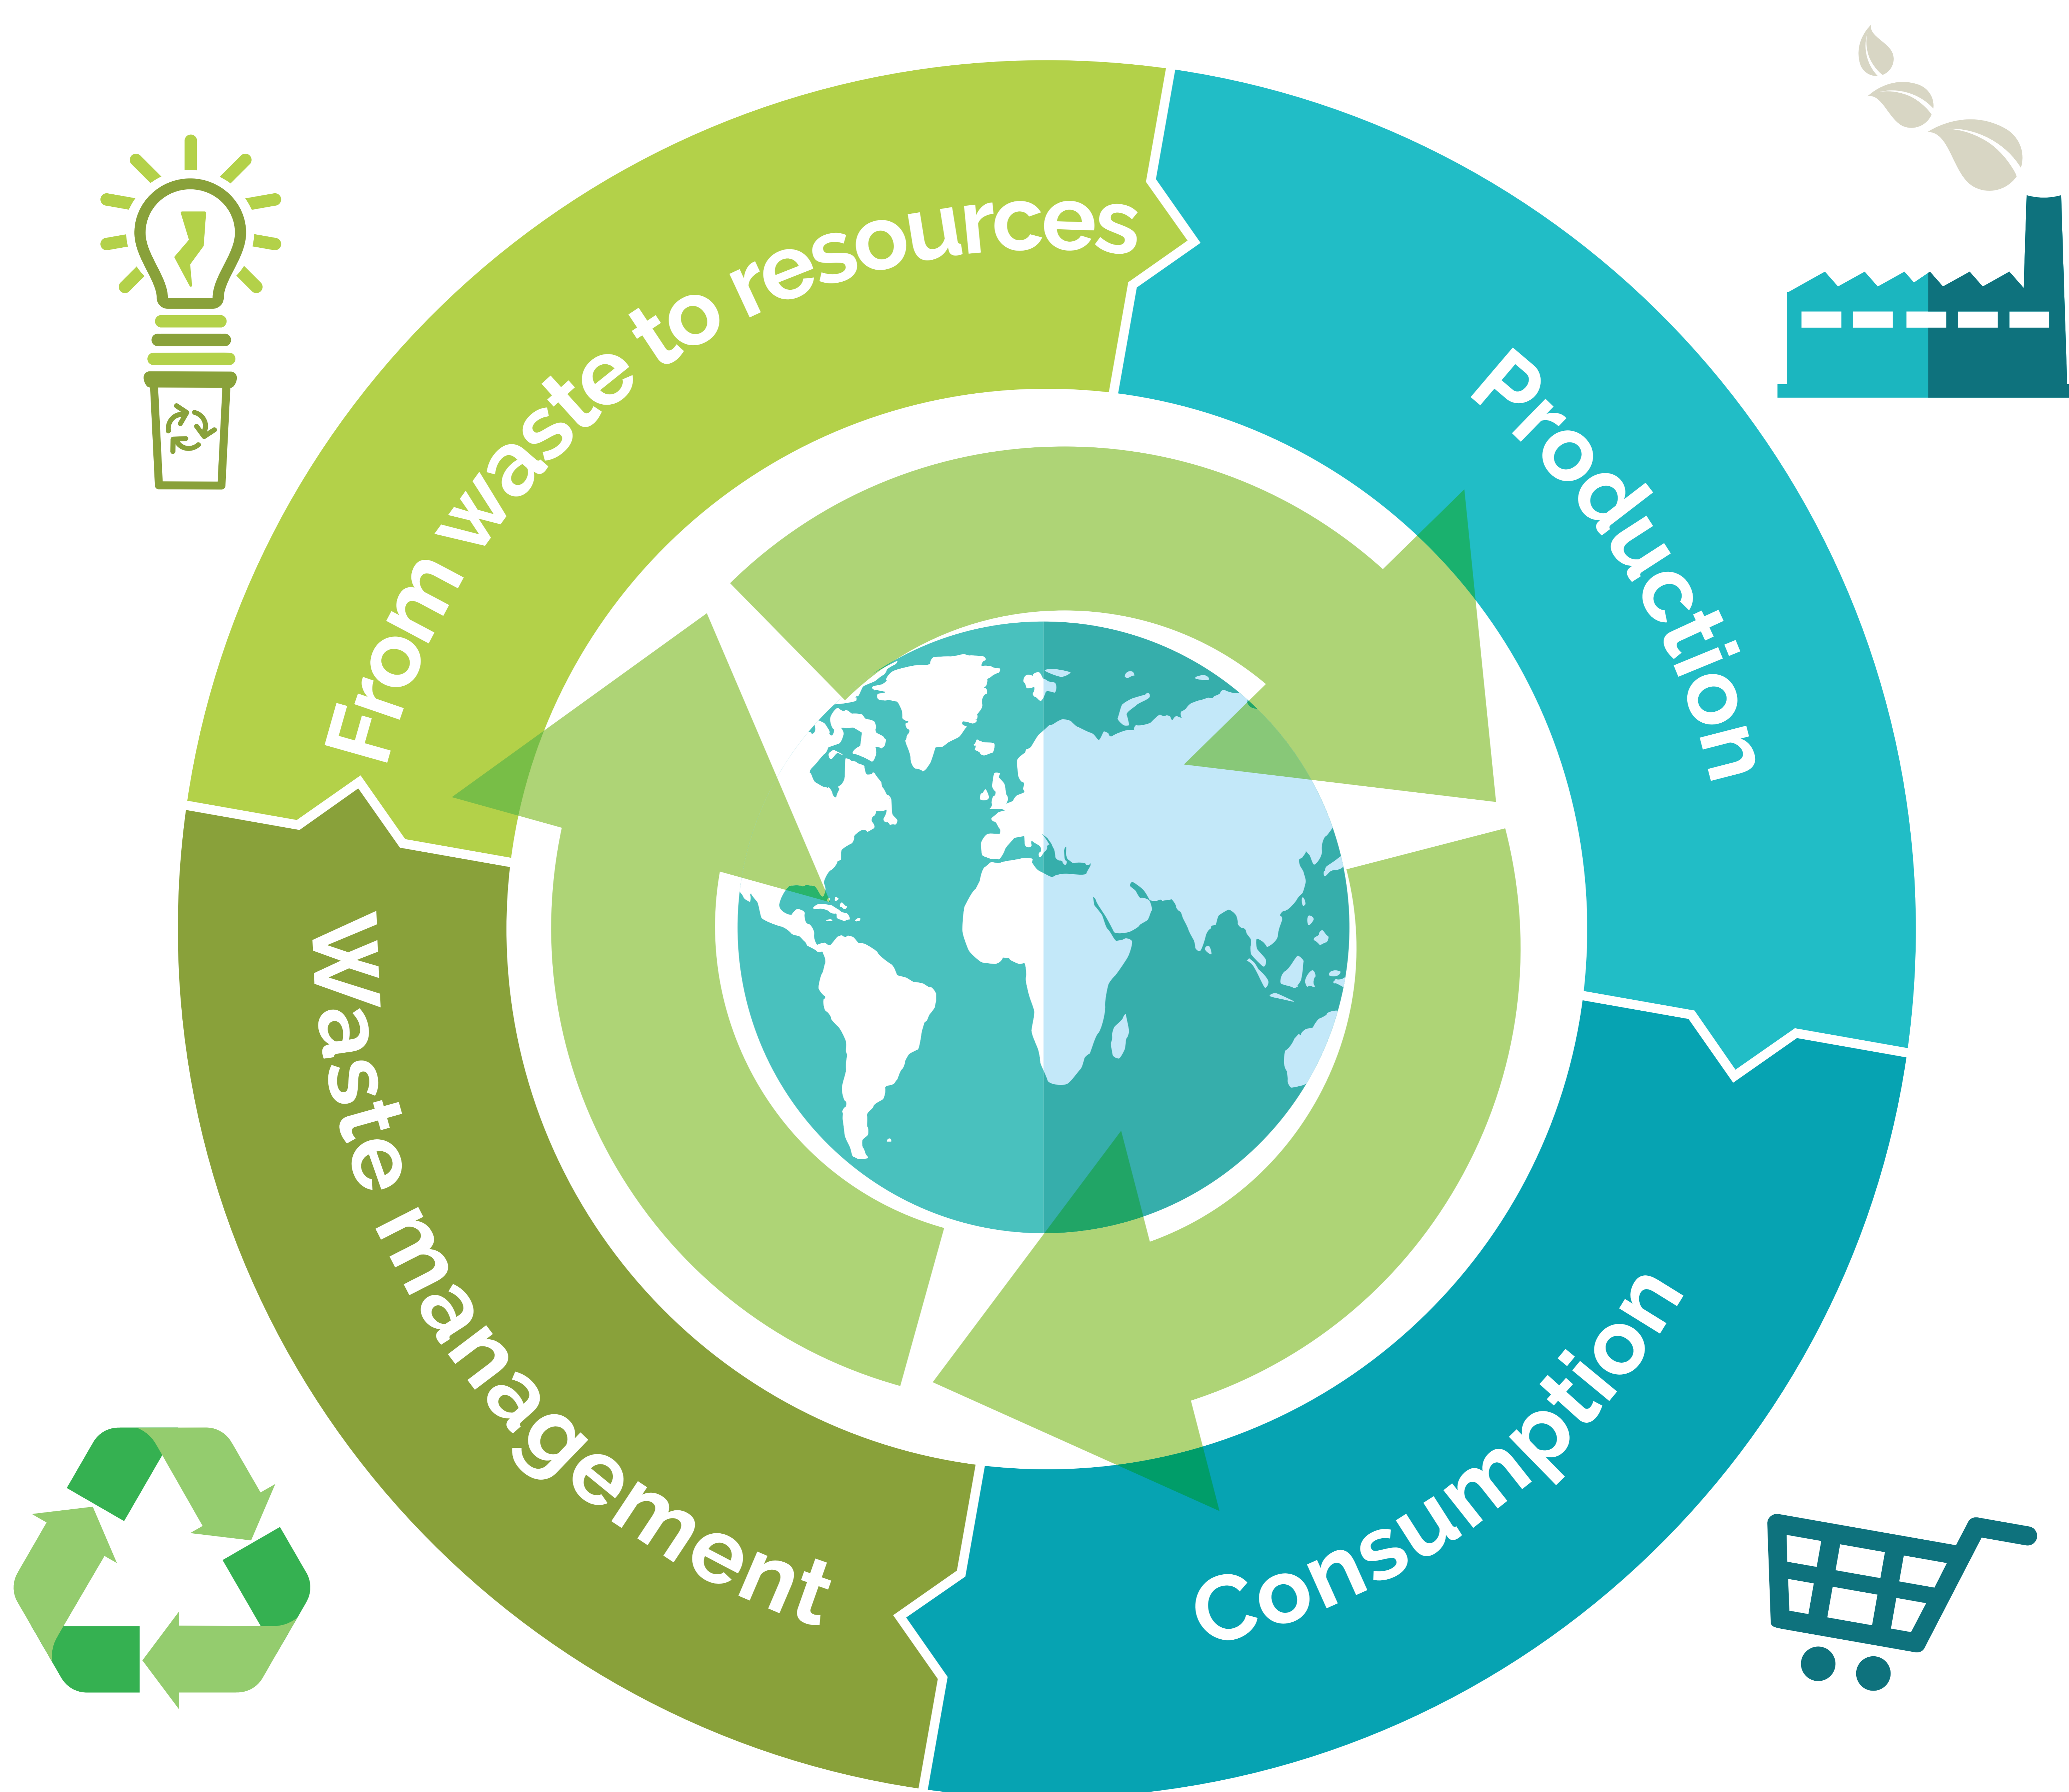 From waste to resources
Production
Consumption
Waste management